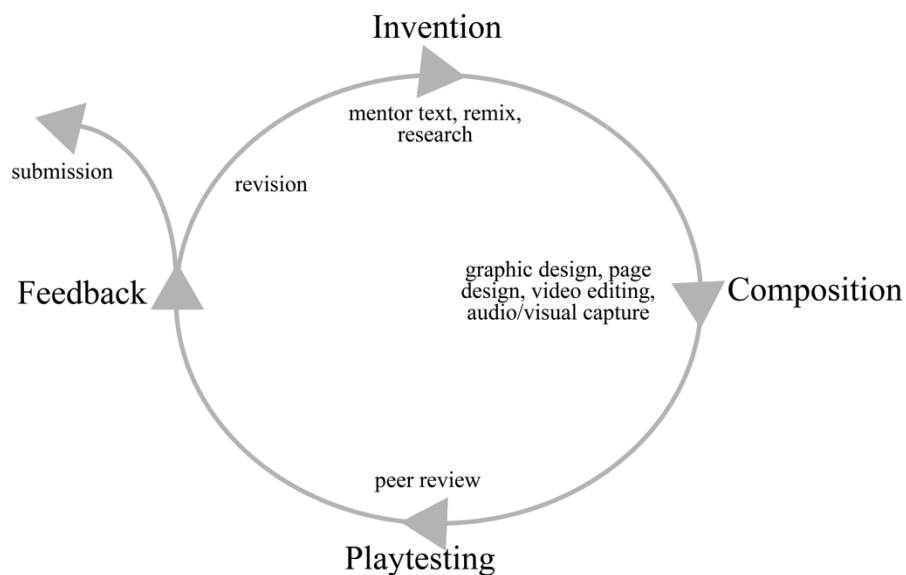 Invention
mentor text, remix,
research
submission
revision
Feedback
graphic design, page
design, video editing,
audio/visual capture
Composition
peer review
Playtesting